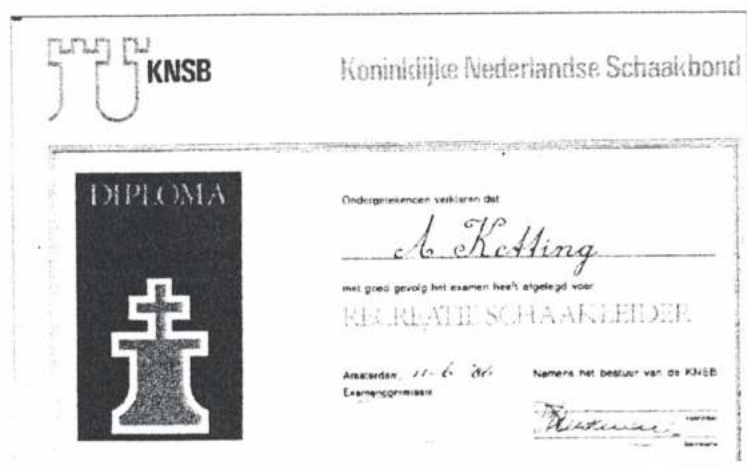 KNSB
Koninklijke Nederlandse Schaakbond
DIPLOMA
Ondergetekenden verklaren dat
A. Ketting
met goed gevolg het examen heeft afgelegd voor
RECREATIE SCHAAKLEIDER
Amsterdam, 11-6-'86
Namens het bestuur van de KNSB
Examencommissie